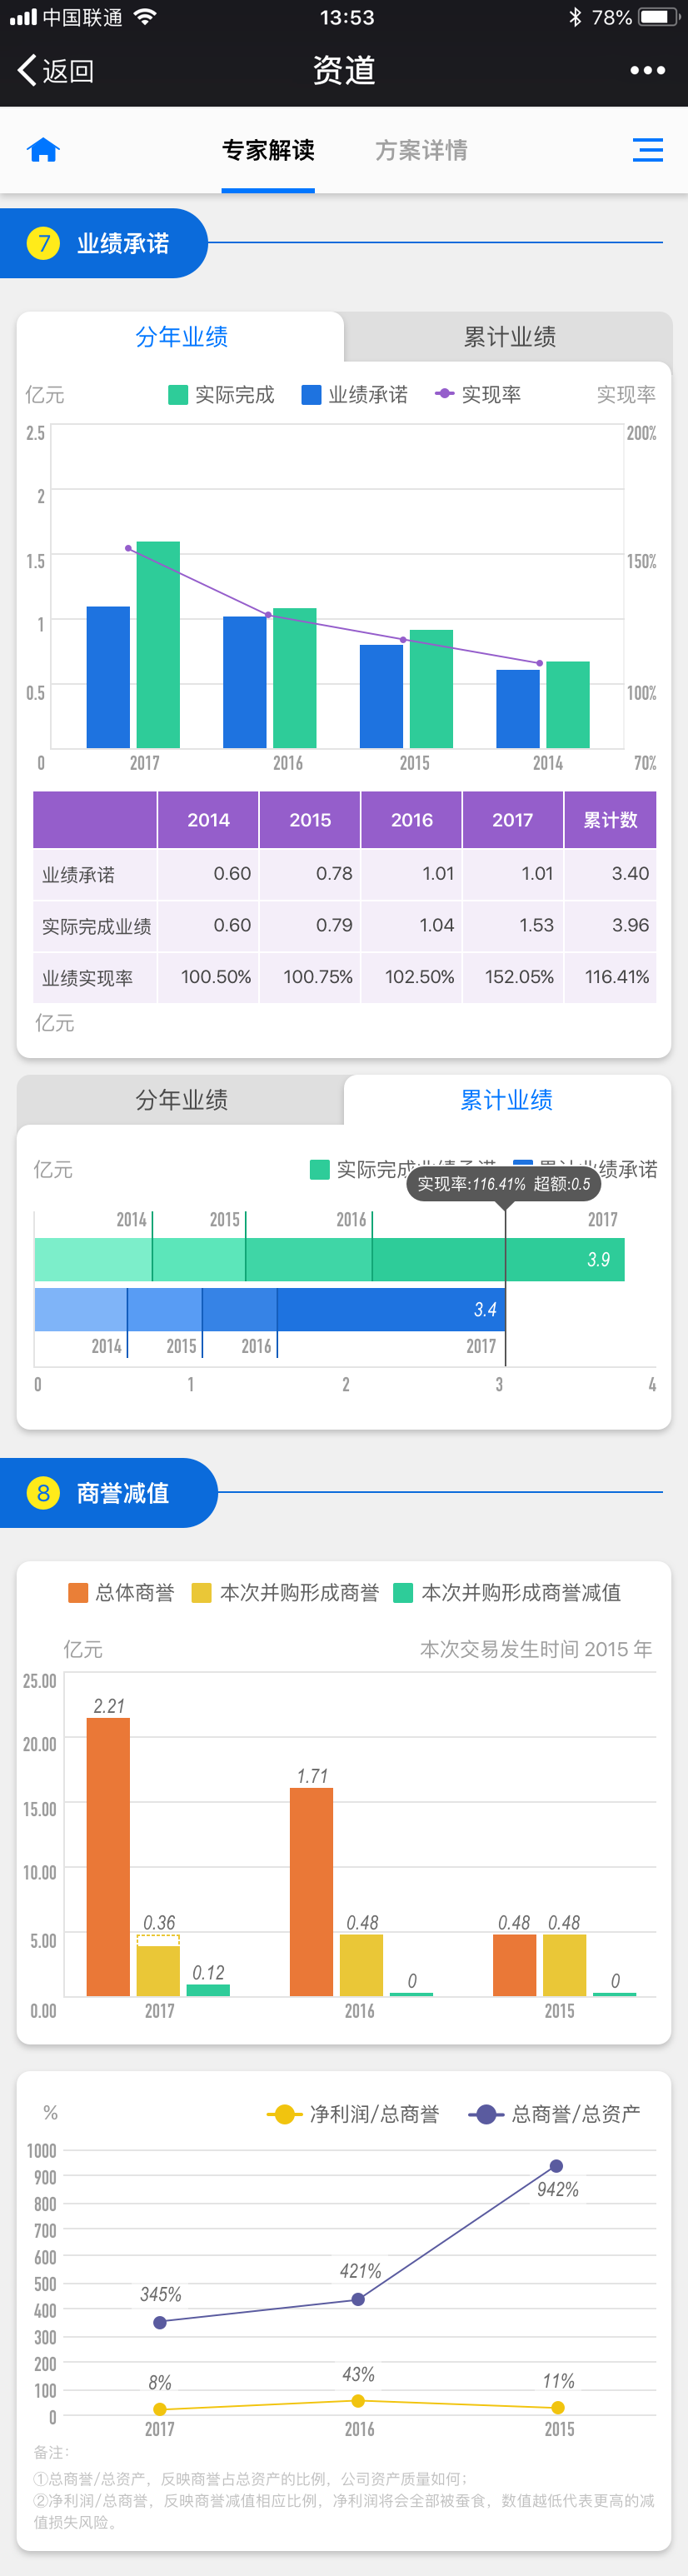 中国联通 13:53 78%
返回 资道
专家解读 方案详情
7 业绩承诺
分年业绩 累计业绩
亿元 实际完成 业绩承诺 实现率 实现率
2.5 200%
2
1.5 150%
1
0.5 100%
0 2017 2016 2015 2014 70%
2014 2015 2016 2017 累计数
业绩承诺 0.60 0.78 1.01 1.01 3.40
实际完成业绩 0.60 0.79 1.04 1.53 3.96
业绩实现率 100.50% 100.75% 102.50% 152.05% 116.41%
亿元
分年业绩 累计业绩
亿元 实际完成业绩承诺 累计业绩承诺
实现率:116.41% 超额:0.5
2014 2015 2016 2017
3.9
3.4
2014 2015 2016 2017
0 1 2 3 4
8 商誉减值
总体商誉 本次并购形成商誉 本次并购形成商誉减值
亿元 本次交易发生时间 2015 年
25.00
2.21
20.00
1.71
15.00
10.00
0.36 0.48 0.48 0.48
5.00
0.12 0 0
0.00
2017 2016 2015
% 净利润/总商誉 总商誉/总资产
1000
900
942%
800
700
600
500
345% 421%
400
300
200
8% 43% 11%
100
0
2017 2016 2015
备注：
①总商誉/总资产，反映商誉占总资产的比例，公司资产质量如何；
②净利润/总商誉，反映商誉减值相应比例，净利润将会全部被蚕食，数值越低代表更高的减
值损失风险。